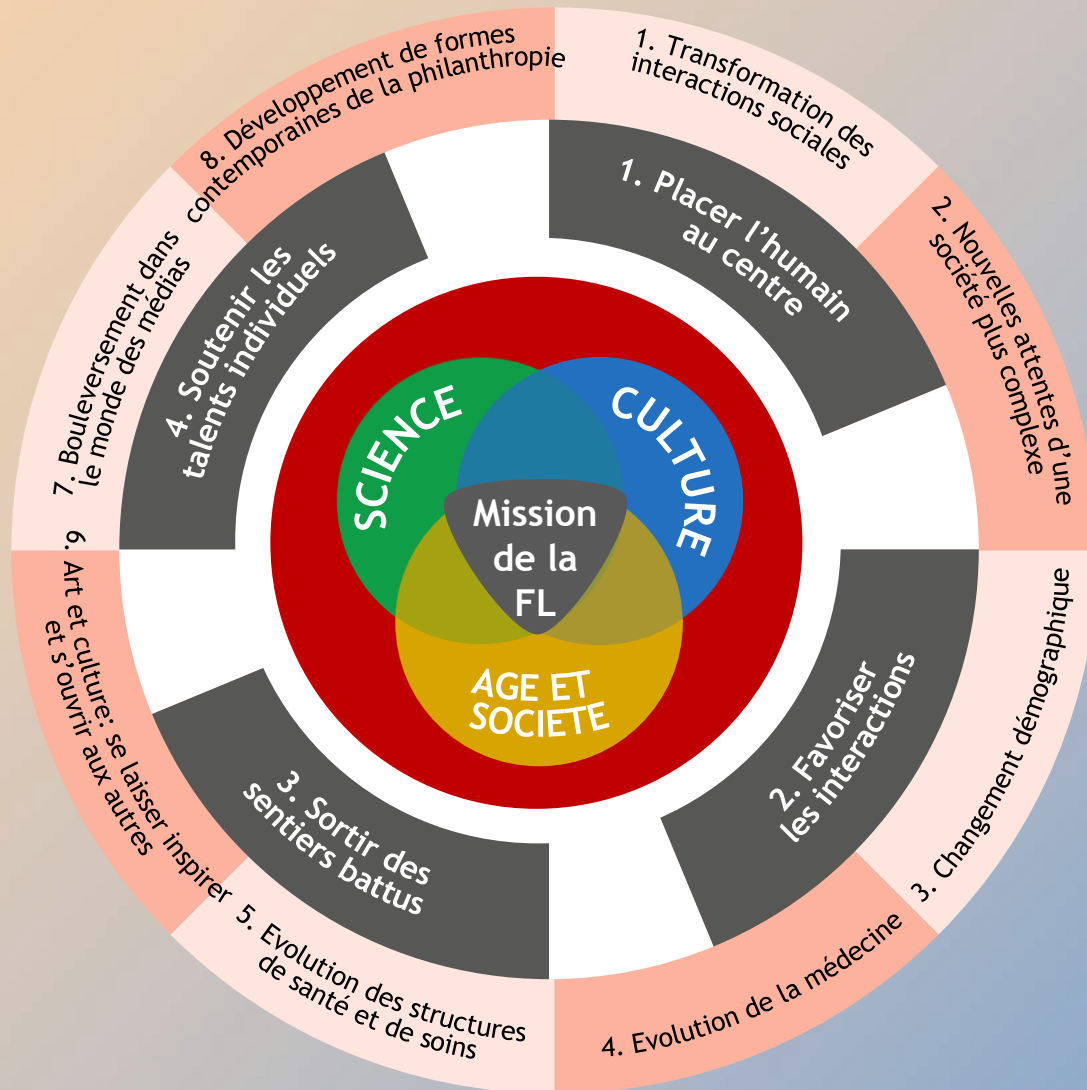 1. Transformation des
interactions sociales
2. Nouvelles attentes d’une
société plus complexe
3. Changement démographique
4. Evolution de la médecine
5. Evolution des structures
de santé et de soins
6. Art et culture: se laisser inspirer
et s’ouvrir aux autres
7. Bouleversement dans
le monde des médias
8. Développement de formes
contemporaines de la philanthropie
1. Placer l’humain
au centre
2. Favoriser
les interactions
3. Sortir des
sentiers battus
4. Soutenir les
talents individuels
SCIENCE
CULTURE
Mission
de la
FL
AGE ET
SOCIETE